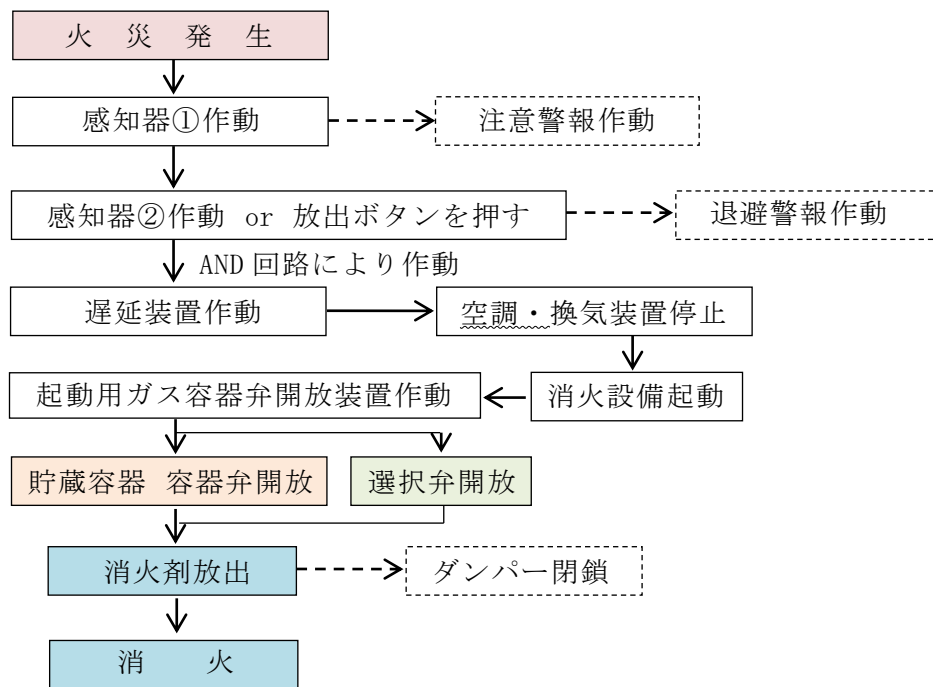 火 災 発 生
感知器①作動
注意警報作動
感知器②作動 or 放出ボタンを押す
退避警報作動
AND 回路により作動
遅延装置作動
空調・換気装置停止
起動用ガス容器弁開放装置作動
消火設備起動
貯蔵容器 容器弁開放
選択弁開放
消火剤放出
ダンパー閉鎖
消 火